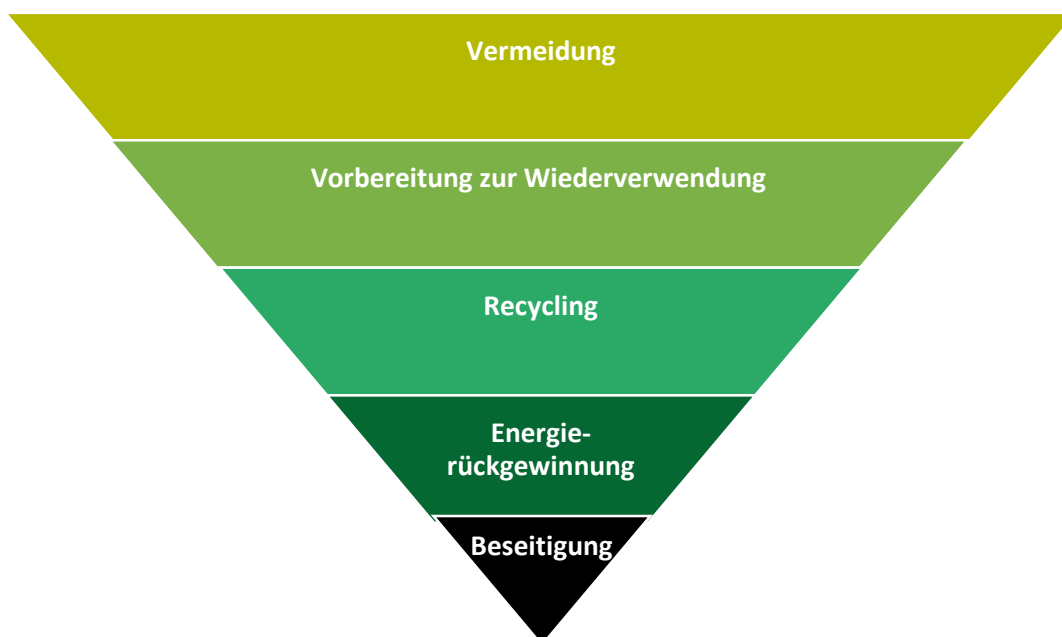 Vermeidung
Vorbereitung zur Wiederverwendung
Recycling
Energie-
rückgewinnung
Beseitigung